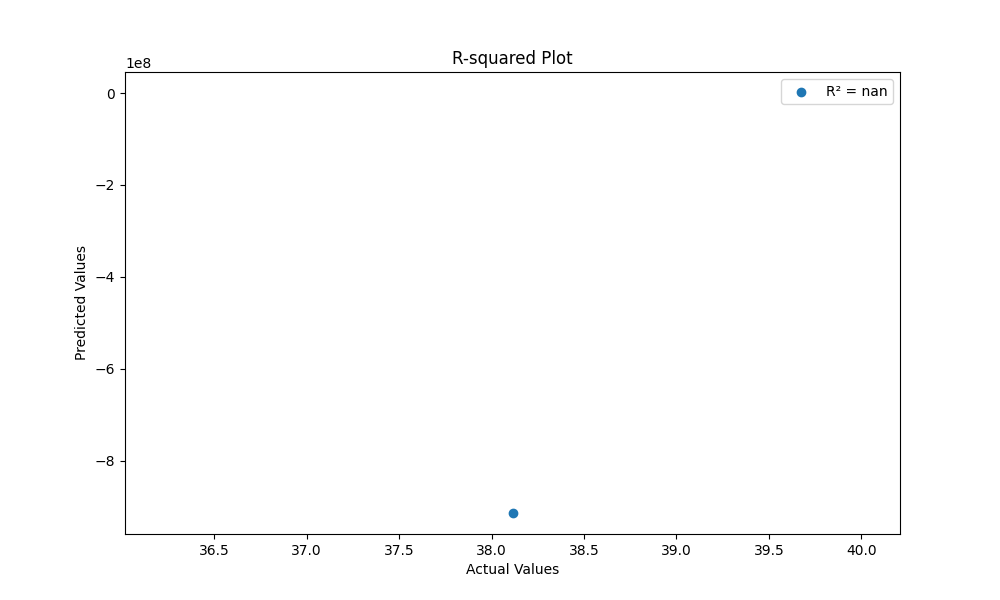 R-squared Plot
1e8
R² = nan
0
−2
−4
−6
−8
Predicted Values
36.5 37.0 37.5 38.0 38.5 39.0 39.5 40.0
Actual Values